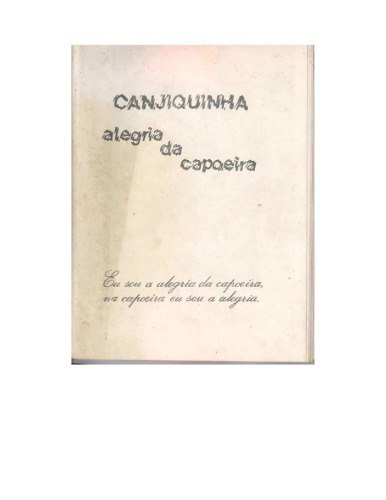 CANJIQUINHA
alegria
da
capoeira
Eu sou a alegria da capoeira,
na capoeira eu sou a alegria.